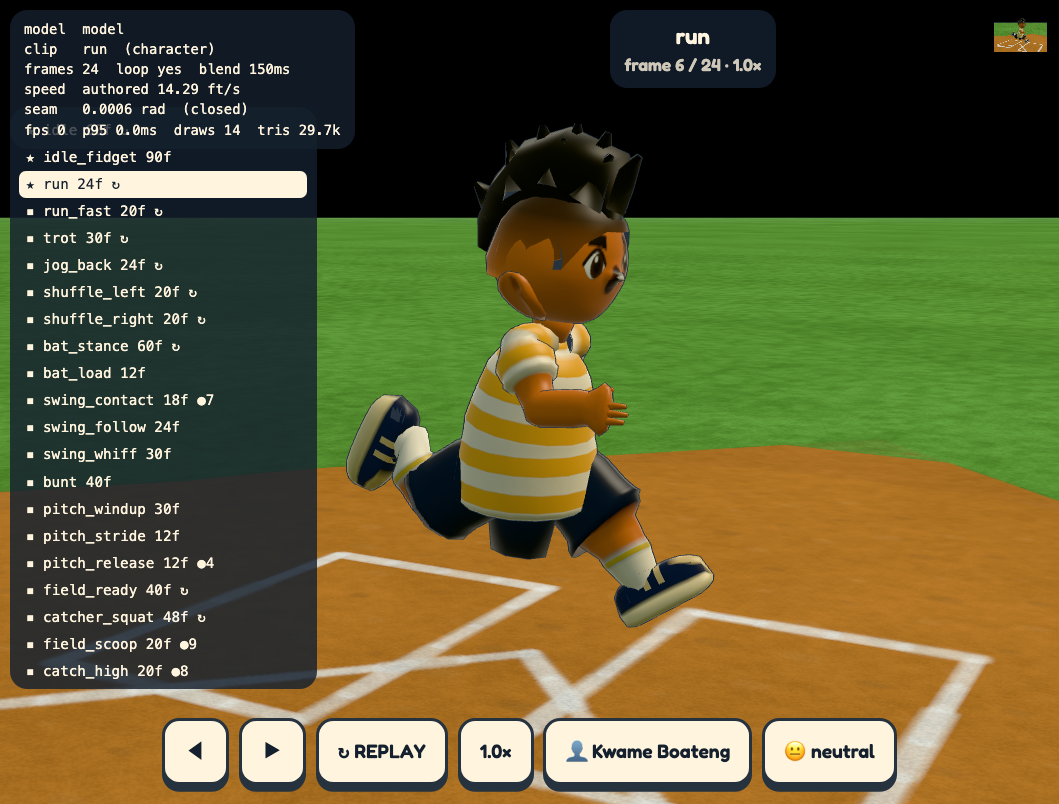 model model
clip run (character)
frames 24 loop yes blend 150ms
speed authored 14.29 ft/s
seam 0.0006 rad (closed)
fps 0 p95 0.0ms draws 14 tris 29.7k
★ idle_fidget 90f
★ run 24f ↻
▪ run_fast 20f ↻
▪ trot 30f ↻
▪ jog_back 24f ↻
▪ shuffle_left 20f ↻
▪ shuffle_right 20f ↻
▪ bat_stance 60f ↻
▪ bat_load 12f
▪ swing_contact 18f ●7
▪ swing_follow 24f
▪ swing_whiff 30f
▪ bunt 40f
▪ pitch_windup 30f
▪ pitch_stride 12f
▪ pitch_release 12f ●4
▪ field_ready 40f ↻
▪ catcher_squat 48f ↻
▪ field_scoop 20f ●9
▪ catch_high 20f ●8
run
frame 6 / 24 · 1.0×
◀ ▶ ↻ REPLAY 1.0× 👤 Kwame Boateng 😐 neutral